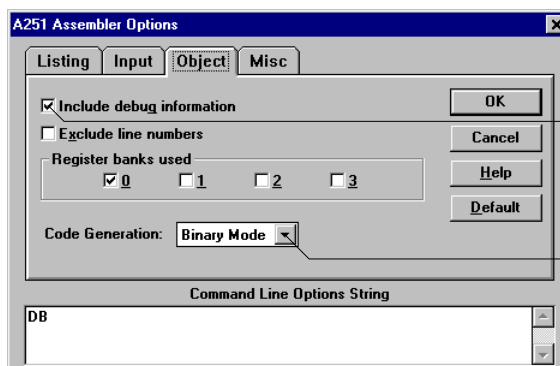 A251 Assembler Options
Listing Input Object Misc
Include debug information
Exclude line numbers
Register banks used
0 1 2 3
Code Generation: Binary Mode
OK
Cancel
Help
Default
Command Line Options String
DB